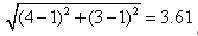 √(4−1)² + (3−1)² = 3.61